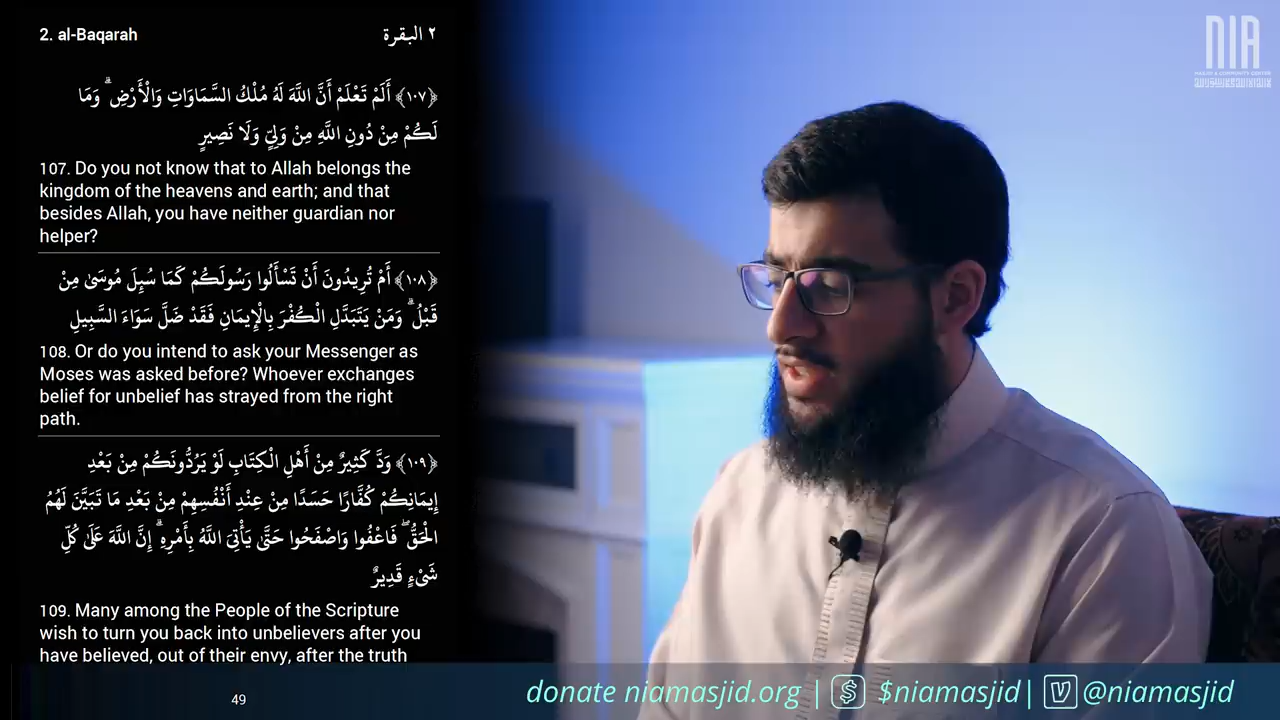 2. al-Baqarah
٢ البقرة
﴿١٠٧﴾ أَلَمْ تَعْلَمْ أَنَّ اللَّهَ لَهُ مُلْكُ السَّمَاوَاتِ وَالْأَرْضِ ۗ وَمَا
لَكُمْ مِنْ دُونِ اللَّهِ مِنْ وَلِيٍّ وَلَا نَصِيرٍ
107. Do you not know that to Allah belongs the
kingdom of the heavens and earth; and that
besides Allah, you have neither guardian nor
helper?
﴿١٠٨﴾ أَمْ تُرِيدُونَ أَنْ تَسْأَلُوا رَسُولَكُمْ كَمَا سُئِلَ مُوسَىٰ مِنْ
قَبْلُ ۗ وَمَنْ يَتَبَدَّلِ الْكُفْرَ بِالْإِيمَانِ فَقَدْ ضَلَّ سَوَاءَ السَّبِيلِ
108. Or do you intend to ask your Messenger as
Moses was asked before? Whoever exchanges
belief for unbelief has strayed from the right
path.
﴿١٠٩﴾ وَدَّ كَثِيرٌ مِنْ أَهْلِ الْكِتَابِ لَوْ يَرُدُّونَكُمْ مِنْ بَعْدِ
إِيمَانِكُمْ كُفَّارًا حَسَدًا مِنْ عِنْدِ أَنْفُسِهِمْ مِنْ بَعْدِ مَا تَبَيَّنَ لَهُمُ
الْحَقُّ ۖ فَاعْفُوا وَاصْفَحُوا حَتَّىٰ يَأْتِيَ اللَّهُ بِأَمْرِهِ ۗ إِنَّ اللَّهَ عَلَىٰ كُلِّ
شَيْءٍ قَدِيرٌ
109. Many among the People of the Scripture
wish to turn you back into unbelievers after you
have believed, out of their envy, after the truth
49
NIA
MASJID & COMMUNITY CENTER
donate niamasjid.org | $ $niamasjid | V @niamasjid